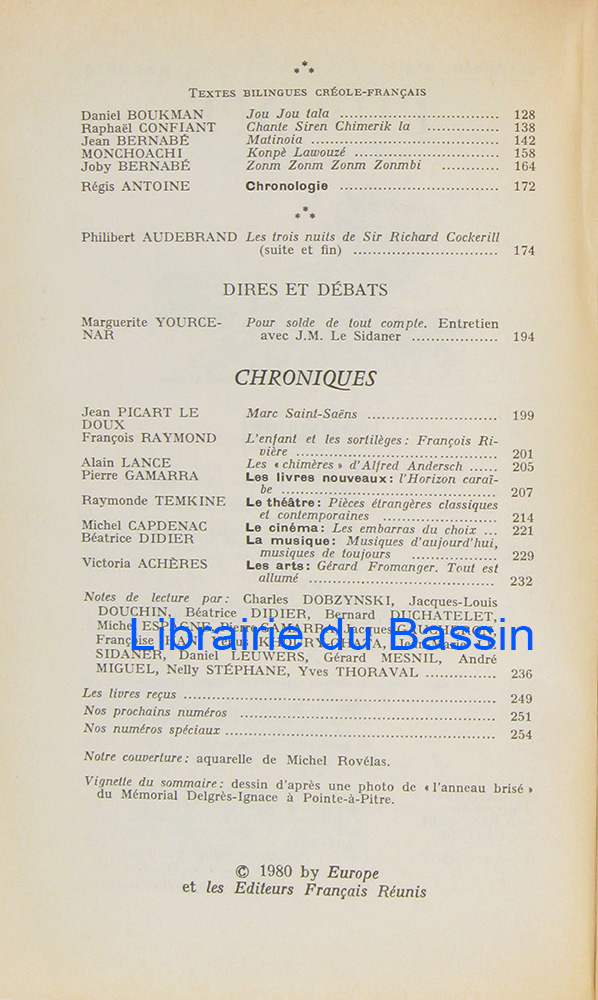 TEXTES BILINGUES CRÉOLE-FRANÇAIS
Daniel BOUKMAN Jou Jou tala ................................ 128
Raphaël CONFIANT Chante Siren Chimerik la .............. 138
Jean BERNABÉ Matinoia ...................................... 142
MONCHOACHI Konpè Lawouzé ............................. 158
Joby BERNABÉ Zonm Zonm Zonm Zonmbi ........... 164
Régis ANTOINE Chronologie ................................ 172
Philibert AUDEBRAND Les trois nuits de Sir Richard Cockerill
(suite et fin) ............................. 174
DIRES ET DÉBATS
Marguerite YOURCE- Pour solde de tout compte. Entretien
NAR avec J.M. Le Sidaner ................. 194
CHRONIQUES
Jean PICART LE Marc Saint-Saëns .......................... 199
DOUX
François RAYMOND L'enfant et les sortilèges : François Ri-
vière ......................................... 201
Alain LANCE Les « chimères » d'Alfred Andersch ...... 205
Pierre GAMARRA Les livres nouveaux : l'Horizon caraï-
be ........................................... 207
Raymonde TEMKINE Le théâtre : Pièces étrangères classiques
et contemporaines ....................... 214
Michel CAPDENAC Le cinéma : Les embarras du choix ... 221
Béatrice DIDIER La musique : Musiques d'aujourd'hui,
musiques de toujours ................. 229
Victoria ACHÈRES Les arts : Gérard Fromanger. Tout est
allumé ...................................... 232
Notes de lecture par : Charles DOBZYNSKI, Jacques-Louis
DOUCHIN, Béatrice DIDIER, Bernard DUCHATELET,
Librairie du Bassin
SIDANER, Daniel LEUWERS, Gérard MESNIL, André
MIGUEL, Nelly STÉPHANE, Yves THORAVAL .............. 236
Les livres reçus ............................................................... 249
Nos prochains numéros .................................................... 251
Nos numéros spéciaux ....................................................... 254
Notre couverture : aquarelle de Michel Rovélas.
Vignette du sommaire : dessin d'après une photo de « l'anneau brisé »
du Mémorial Delgrès-Ignace à Pointe-à-Pitre.
© 1980 by Europe
et les Editeurs Français Réunis